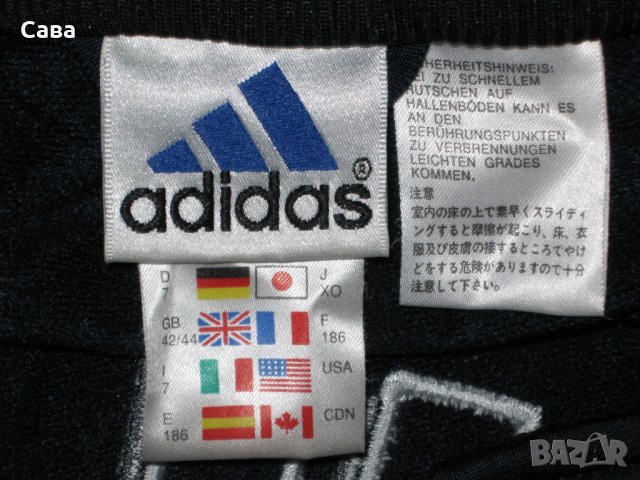 Сава
adidas®
SICHERHEITSHINWEIS:
BEI ZU SCHNELLEM
RUTSCHEN AUF
HALLENBÖDEN KANN ES
AN DEN
BERÜHRUNGSPUNKTEN
ZU VERBRENNUNGEN
LEICHTEN GRADES
KOMMEN.
注意
室内の床の上で素早くスライディ
ングすると摩擦が起こり、床、衣
服及び皮膚の接するところでやけ
どをする危険がありますので十分
注意して下さい。
D J
7 XO
GB F
42/44 186
I USA
7
E CDN
186
BAZAR